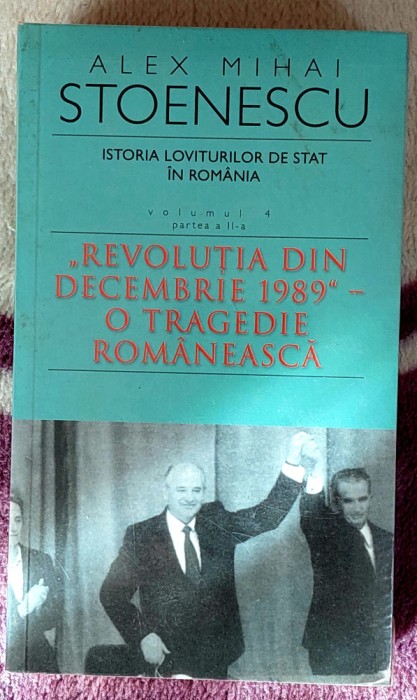 ALEX MIHAI
STOENESCU
ISTORIA LOVITURILOR DE STAT
ÎN ROMÂNIA
volumul 4
partea a II-a
„REVOLUȚIA DIN
DECEMBRIE 1989“ –
O TRAGEDIE
ROMÂNEASCĂ